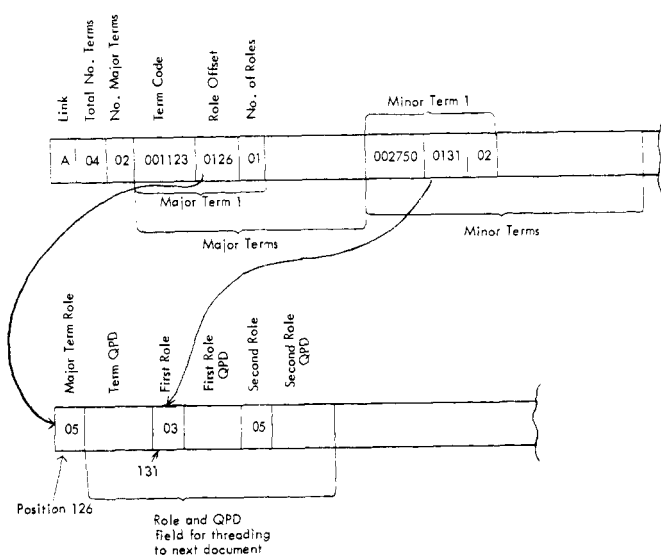 Link
Total No. Terms
No. Major Terms
Term Code
Role Offset
No. of Roles
Minor Term 1
A 04 02 001123 0126 01 002750 0131 02
Major Term 1
Major Terms
Minor Terms
Major Term Role
Term QPD
First Role
First Role
QPD
Second Role
Second Role
QPD
05 03 05
131
Position 126
Role and QPD
field for threading
to next document